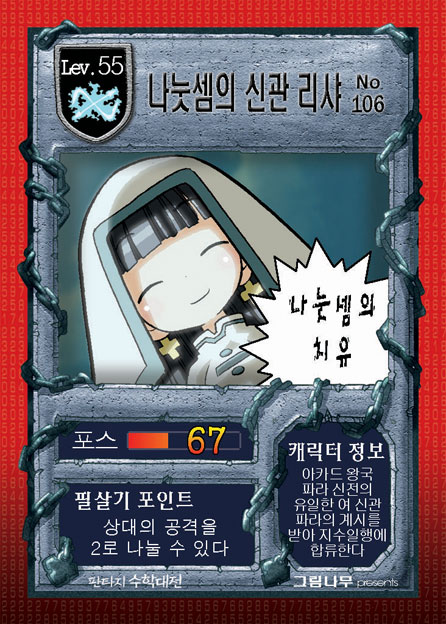 Lev. 55
나눗셈의 신관 리샤
No
106
나눗셈의
치유
포스
67
필살기 포인트
상대의 공격을
2로 나눌 수 있다
캐릭터 정보
아카드 왕국
파라 신전의
유일한 여 신관
파라의 계시를
받아 지수일행에
합류한다
판타지 수학대전
그림나무 presents